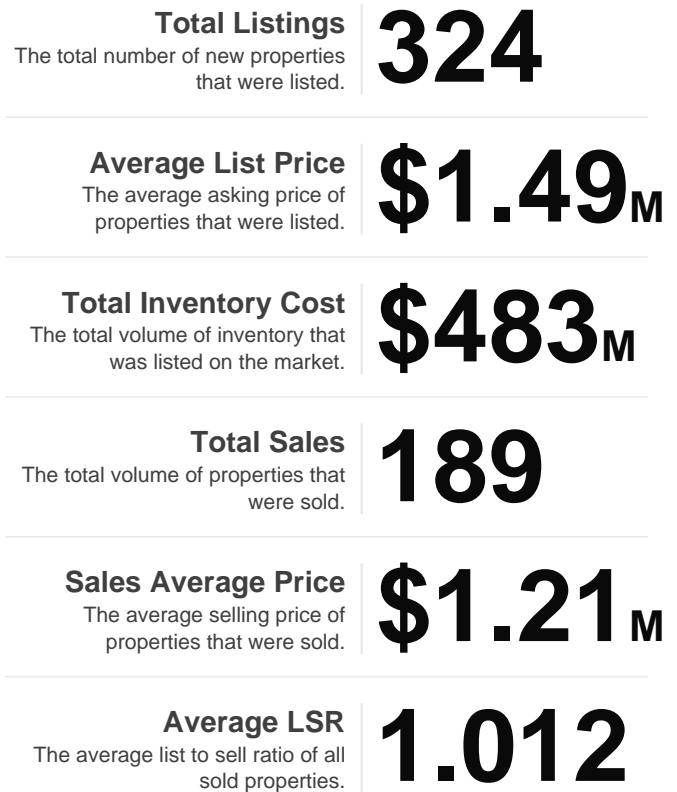 Total Listings
The total number of new properties
that were listed.
324
Average List Price
The average asking price of
properties that were listed.
$1.49M
Total Inventory Cost
The total volume of inventory that
was listed on the market.
$483M
Total Sales
The total volume of properties that
were sold.
189
Sales Average Price
The average selling price of
properties that were sold.
$1.21M
Average LSR
The average list to sell ratio of all
sold properties.
1.012